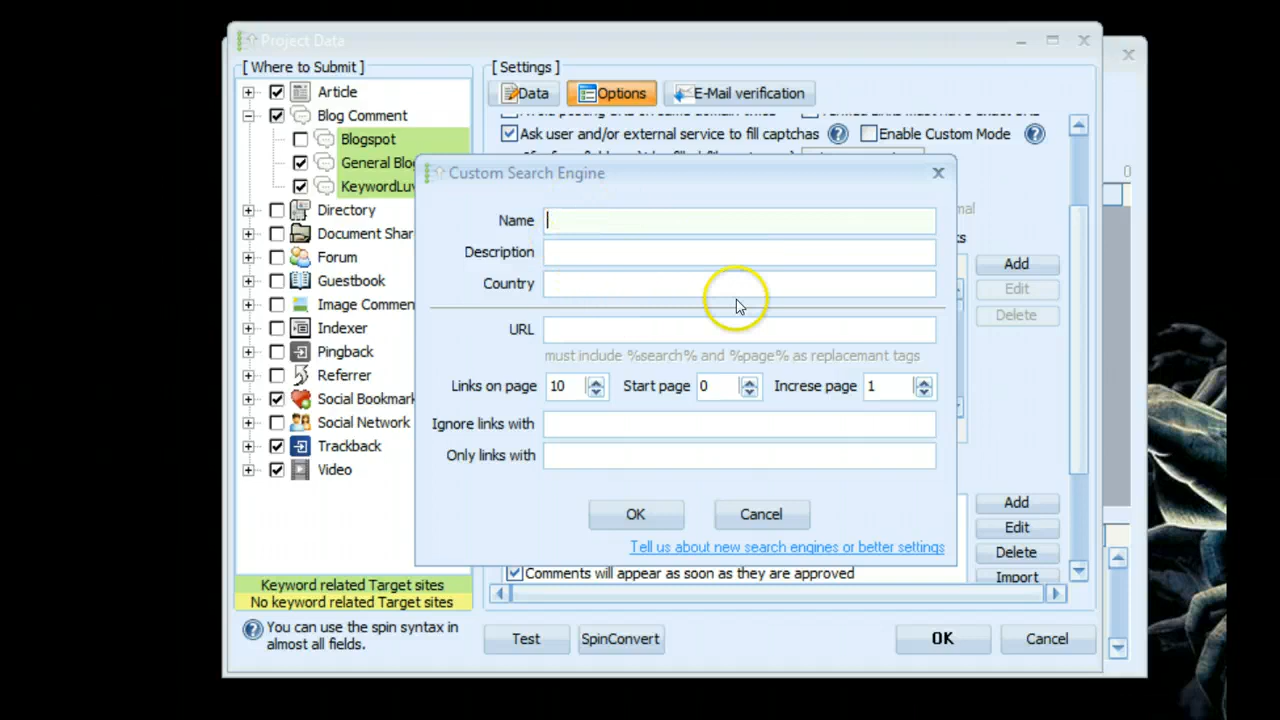 Project Data
[ Where to Submit ]
Article
Blog Comment
Blogspot
General Blog
KeywordLuv
Directory
Document Shar
Forum
Guestbook
Image Commen
Indexer
Pingback
Referrer
Social Bookmark
Social Network
Trackback
Video
Keyword related Target sites
No keyword related Target sites
You can use the spin syntax in
almost all fields.
[ Settings ]
Data
Options
E-Mail verification
Ask user and/or external service to fill captchas
Enable Custom Mode
Custom Search Engine
Name
Description
Country
URL
must include %search% and %page% as replacemant tags
Links on page 10 Start page 0 Increse page 1
Ignore links with
Only links with
OK
Cancel
Tell us about new search engines or better settings
0
Add
Edit
Delete
Add
Edit
Delete
Import
Comments will appear as soon as they are approved
Test
SpinConvert
OK
Cancel